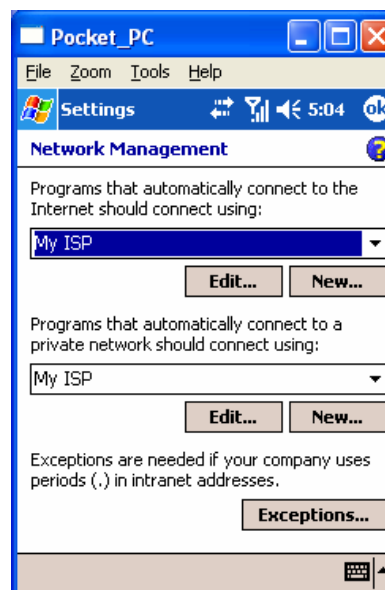 Pocket_PC
File Zoom Tools Help
Settings 5:04 ok
Network Management
Programs that automatically connect to the
Internet should connect using:
My ISP
Edit... New...
Programs that automatically connect to a
private network should connect using:
My ISP
Edit... New...
Exceptions are needed if your company uses
periods (.) in intranet addresses.
Exceptions...